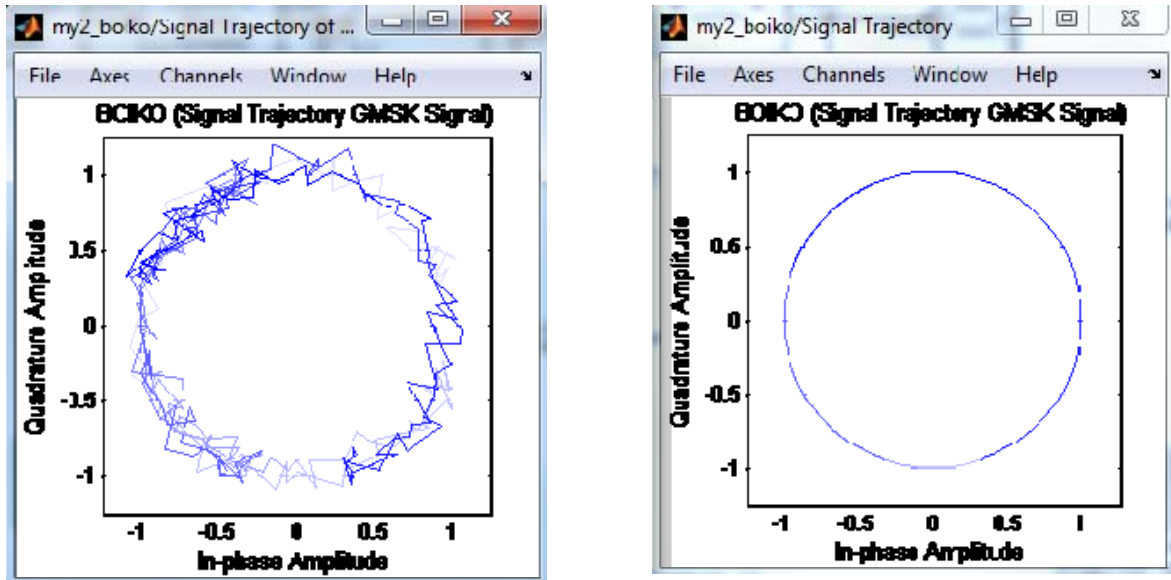 my2_boiko/Signal Trajectory of ...
File Axes Channels Window Help
BOIKO (Signal Trajectory GMSK Signal)
1
0.5
0
-0.5
-1
Quadrature Amplitude
-1 -0.5 0 0.5 1
In-phase Amplitude
my2_boiko/Signal Trajectory
File Axes Channels Window Help
BOIKO (Signal Trajectory GMSK Signal)
1
0.5
0
-0.5
-1
Quadrature Amplitude
-1 -0.5 0 0.5 1
In-phase Amplitude